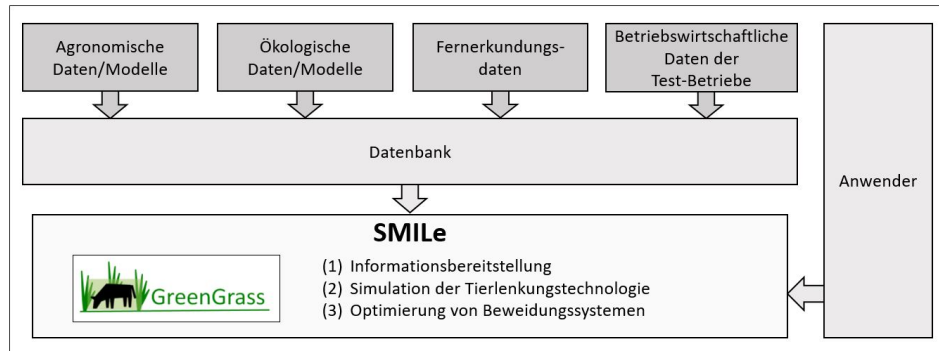 Agronomische
Daten/Modelle
Ökologische
Daten/Modelle
Fernerkundungs-
daten
Betriebswirtschaftliche
Daten der
Test-Betriebe
Datenbank
Anwender
SMILe
GreenGrass
(1) Informationsbereitstellung
(2) Simulation der Tierlenkungstechnologie
(3) Optimierung von Beweidungssystemen